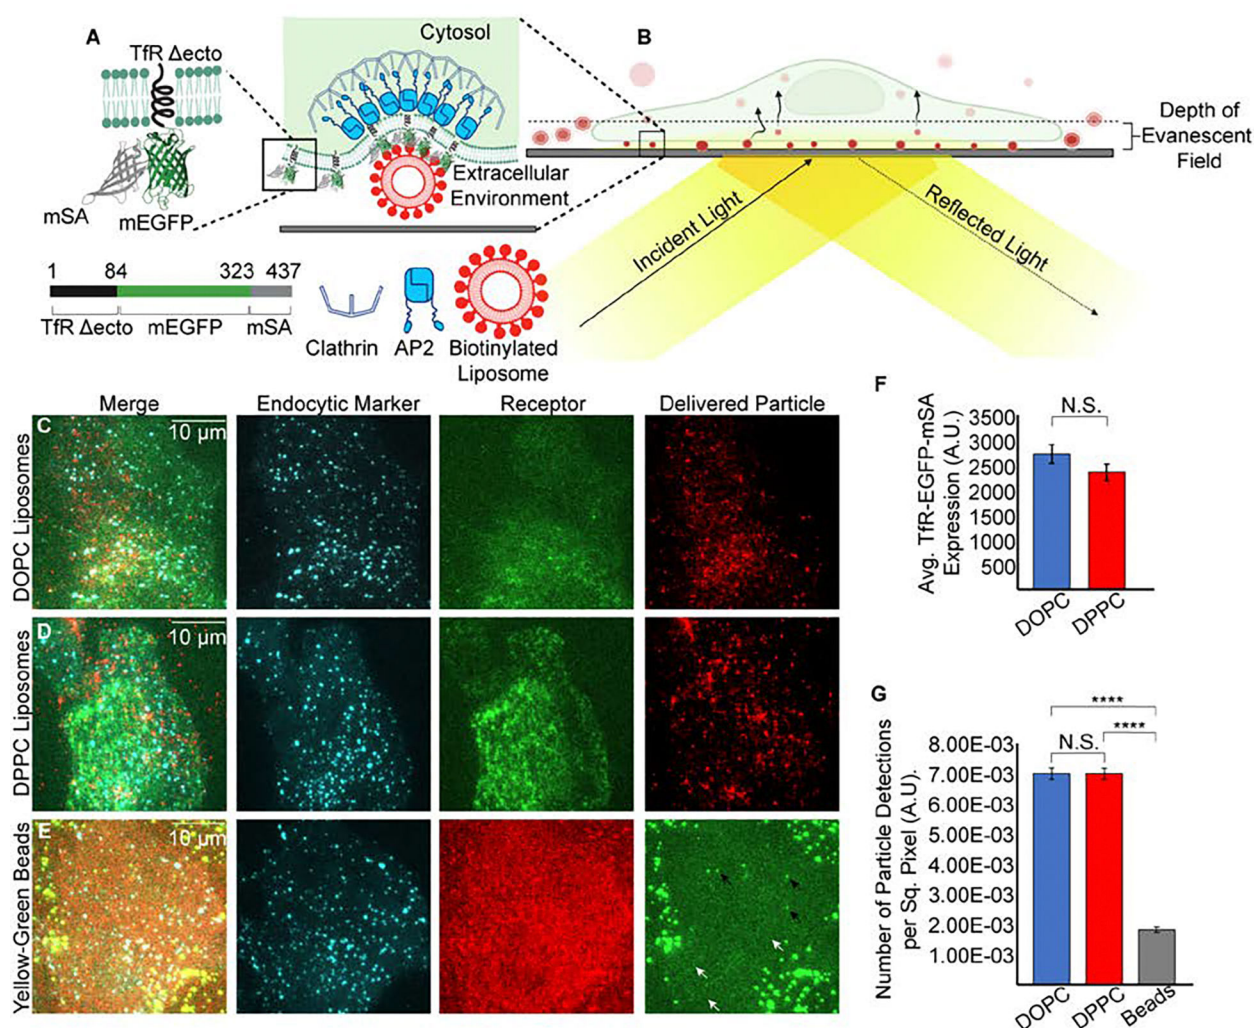 A
TfR Δecto
mSA
mEGFP
1 84 323 437
TfR Δecto mEGFP mSA
Cytosol
Extracellular
Environment
Clathrin AP2 Biotinylated
Liposome
B
Depth of
Evanescent
Field
Incident Light
Reflected Light
Merge Endocytic Marker Receptor Delivered Particle
C
10 μm
DOPC Liposomes
D
10 μm
DPPC Liposomes
E
10 μm
Yellow-Green Beads
F
Avg. TfR-EGFP-mSA
Expression (A.U.)
N.S.
3500
3000
2500
2000
1500
1000
500
DOPC DPPC
G
Number of Particle Detections
per Sq. Pixel (A.U).
****
****
N.S.
8.00E-03
7.00E-03
6.00E-03
5.00E-03
4.00E-03
3.00E-03
2.00E-03
1.00E-03
DOPC DPPC Beads